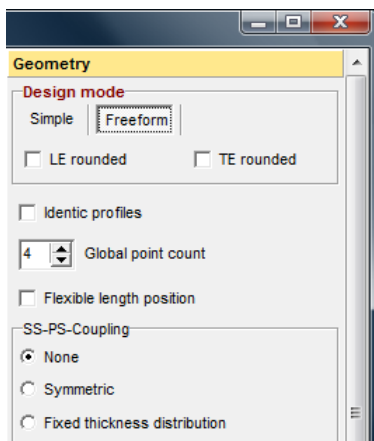 Geometry
Design mode
Simple Freeform
LE rounded TE rounded
Identic profiles
4 Global point count
Flexible length position
SS-PS-Coupling
None
Symmetric
Fixed thickness distribution